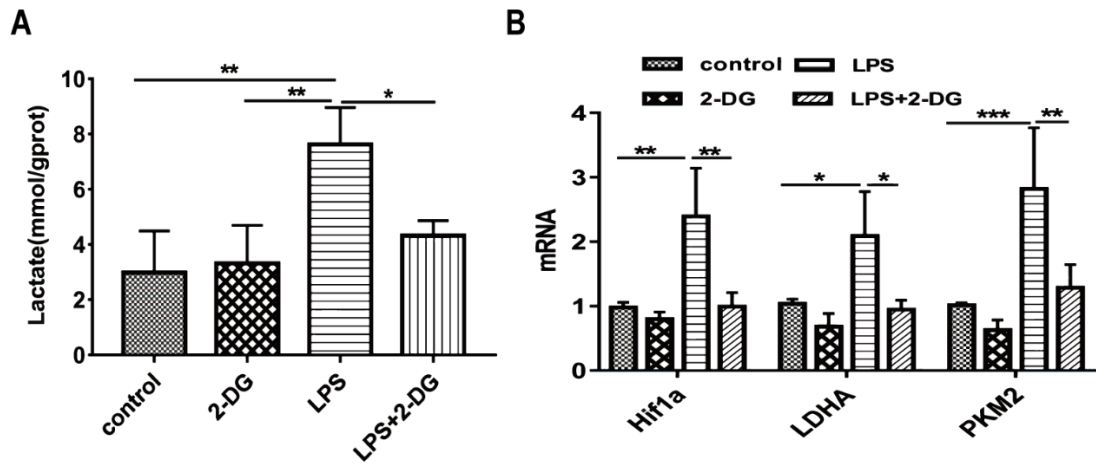 A
Lactate(mmol/gprot)
10
8
6
4
2
0
**
**
*
control
2-DG
LPS
LPS+2-DG
B
control
LPS
2-DG
LPS+2-DG
mRNA
4
3
2
1
0
**
**
*
*
***
**
Hif1a
LDHA
PKM2